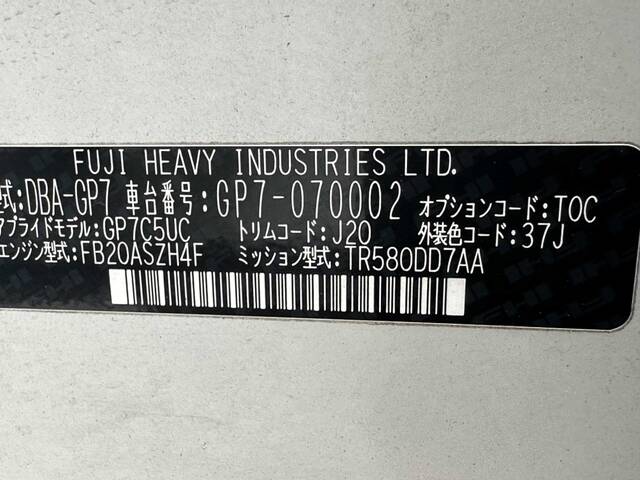 FUJI HEAVY INDUSTRIES LTD.
型式:DBA-GP7 車台番号:GP7-070002 オプションコード:TOC
アプライドモデル:GP7C5UC トリムコード:J20 外装色コード:37J
エンジン型式:FB20ASZH4F ミッション型式:TR580DD7AA